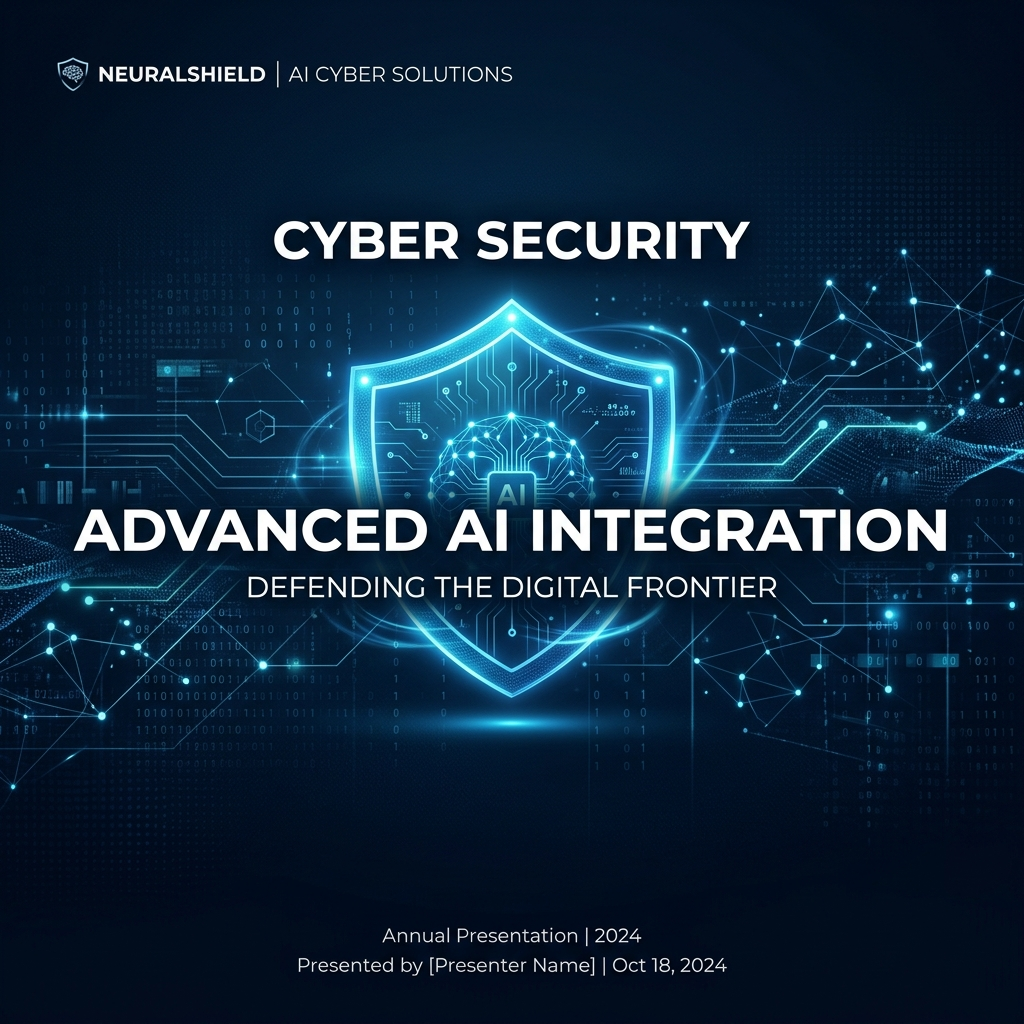 NEURALSHIELD | AI CYBER SOLUTIONS
CYBER SECURITY
AI
ADVANCED AI INTEGRATION
DEFENDING THE DIGITAL FRONTIER
Annual Presentation | 2024
Presented by [Presenter Name] | Oct 18, 2024